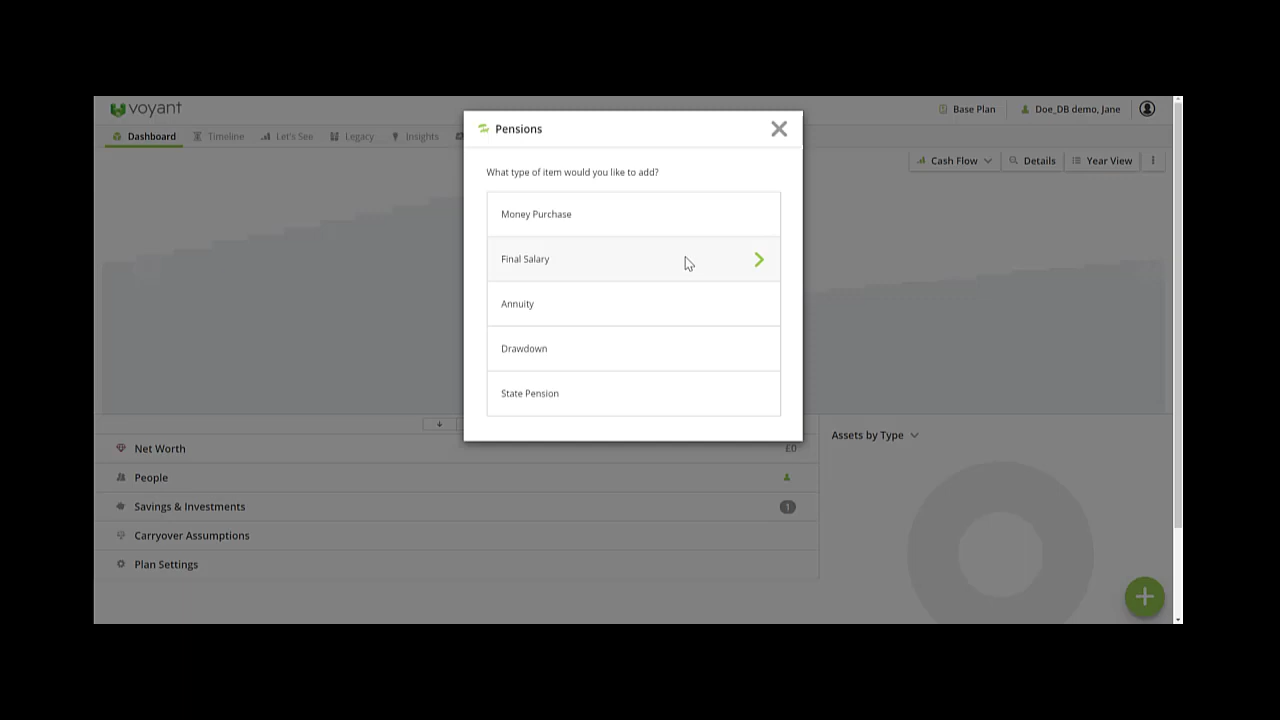 voyant
Base Plan
Doe_DB demo, Jane
Dashboard
Timeline
Let's See
Legacy
Insights
Cash Flow
Details
Year View
Pensions
What type of item would you like to add?
Money Purchase
Final Salary
Annuity
Drawdown
State Pension
Net Worth
£0
People
Savings & Investments
1
Carryover Assumptions
Plan Settings
Assets by Type